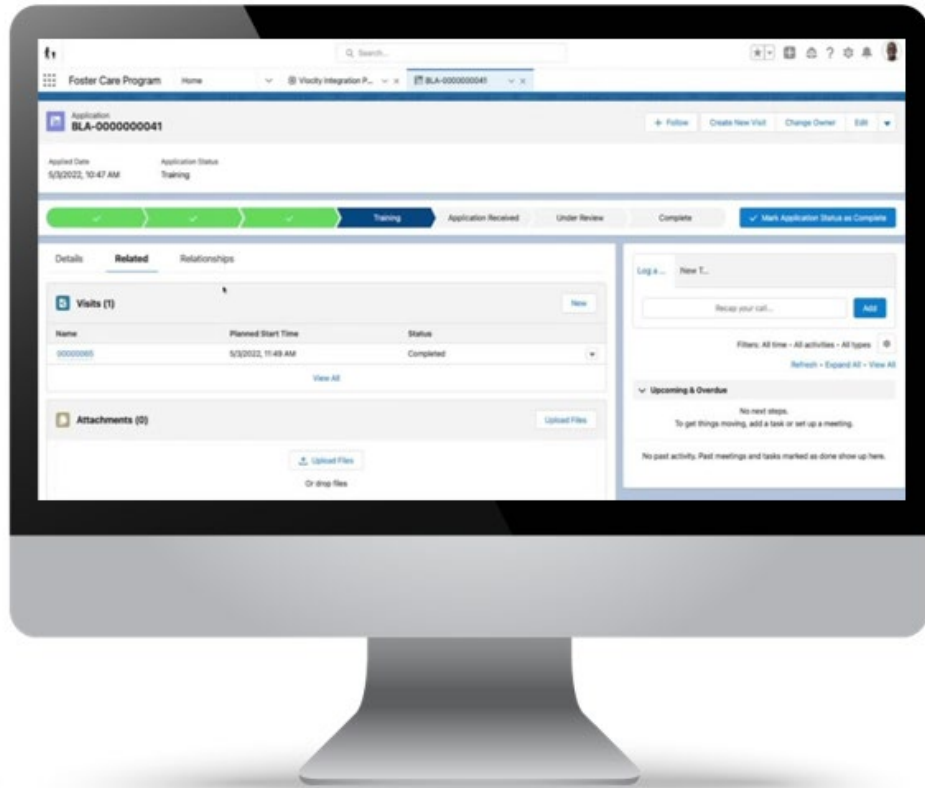 Search...
Foster Care Program Home Vlocity Integration P... BLA-0000000041
Application
BLA-0000000041
+ Follow Create New Visit Change Owner Edit
Applied Date Application Status
5/3/2022, 10:47 AM Training
Training Application Received Under Review Complete Mark Application Status as Complete
Details Related Relationships
Log a ... New T...
Visits (1) New
Recap your call... Add
Name Planned Start Time Status
Filters: All time • All activities • All types
00000065 5/3/2022, 11:49 AM Completed
Refresh • Expand All • View All
View All
Upcoming & Overdue
No next steps.
To get things moving, add a task or set up a meeting.
Attachments (0) Upload Files
No past activity. Past meetings and tasks marked as done show up here.
Upload Files
Or drop files